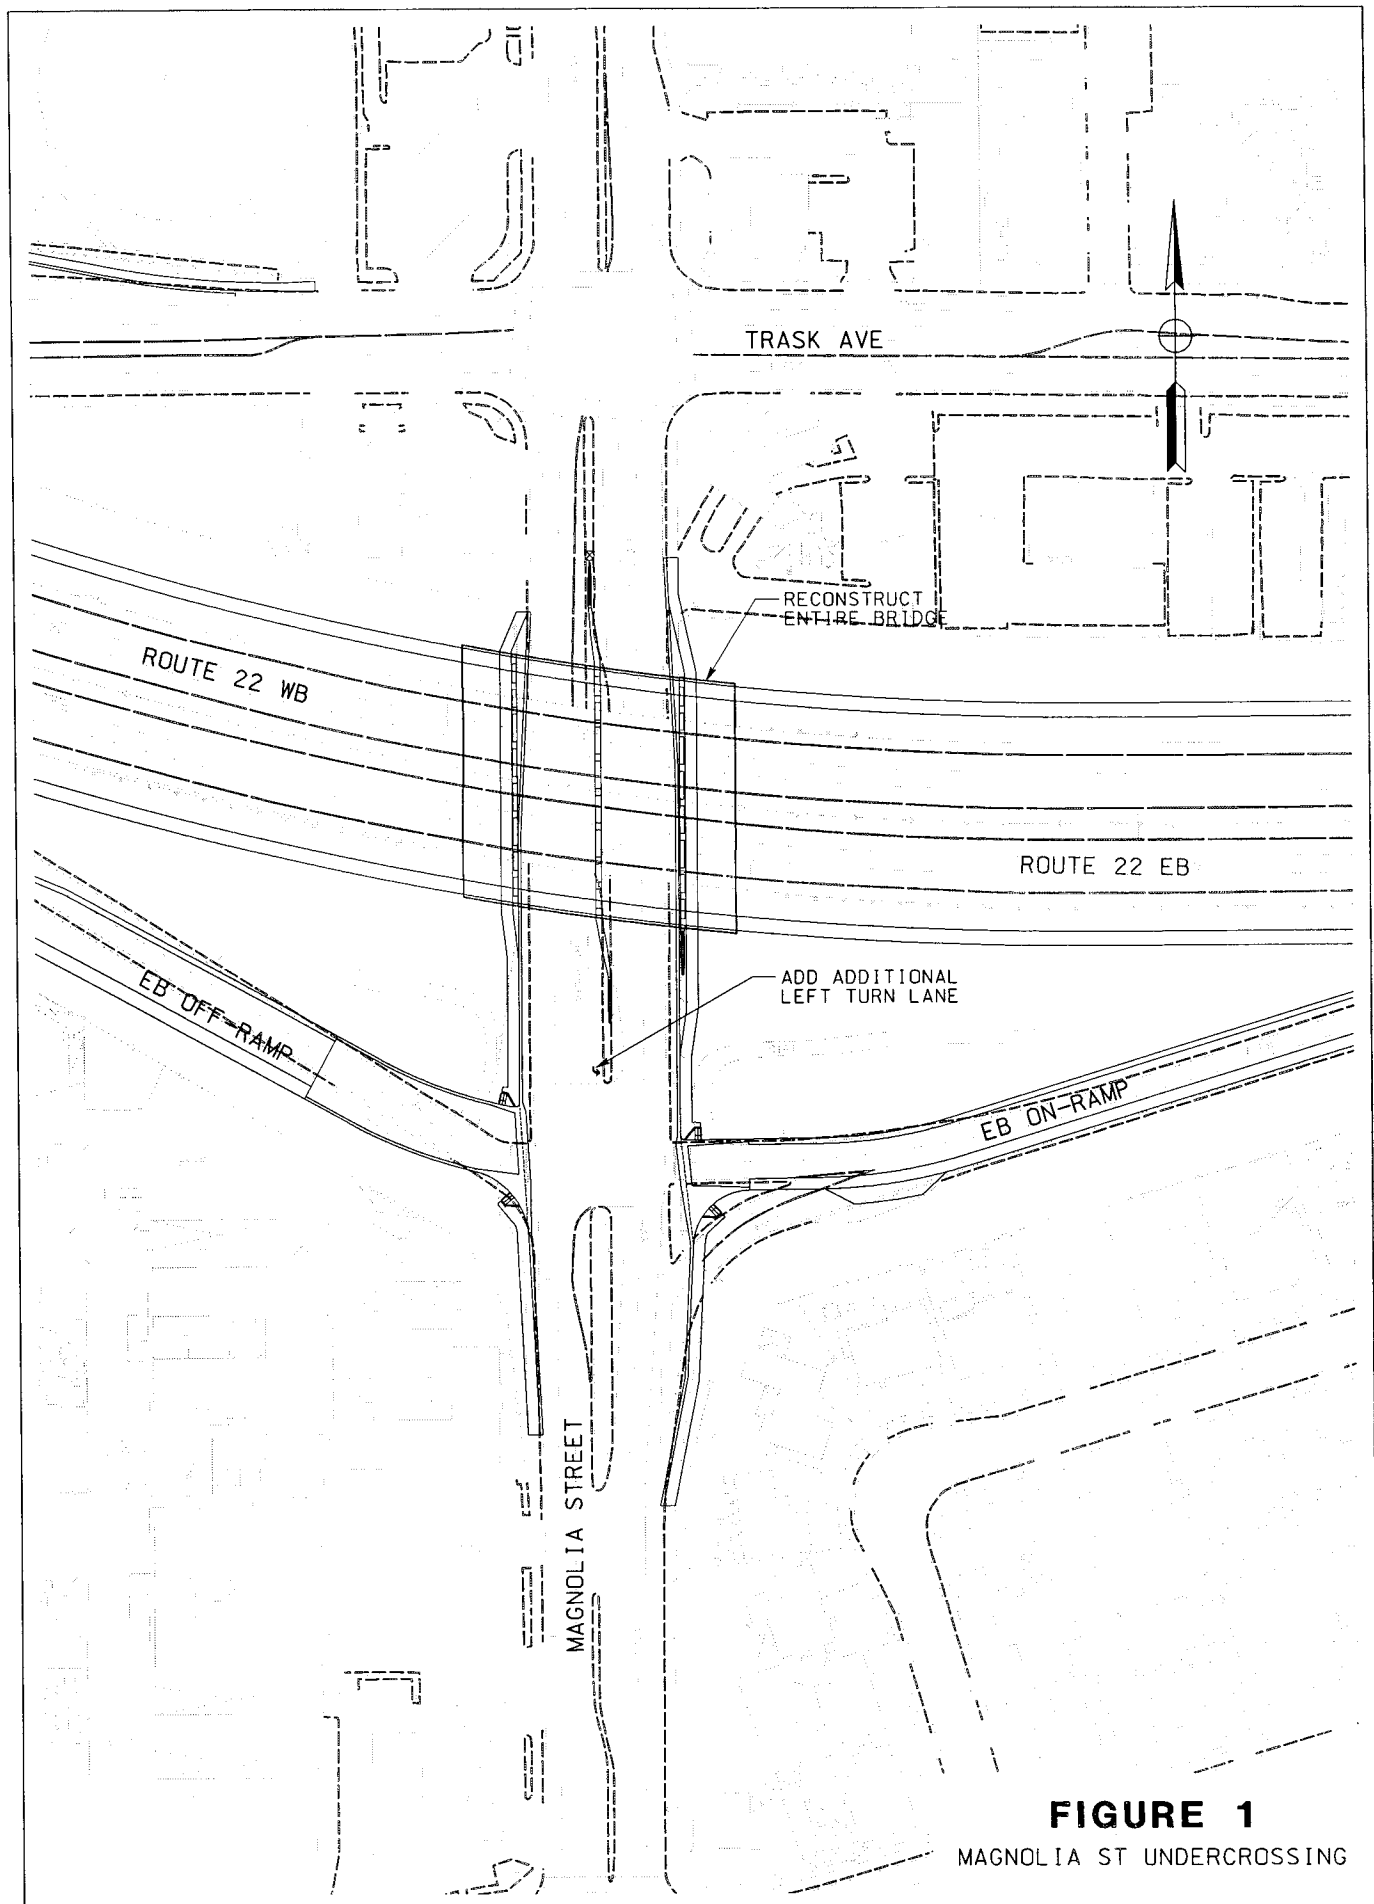 TRASK AVE
RECONSTRUCT
ENTIRE BRIDGE
ROUTE 22 WB
ROUTE 22 EB
ADD ADDITIONAL
LEFT TURN LANE
EB OFF-RAMP
EB ON-RAMP
MAGNOLIA STREET
FIGURE 1
MAGNOLIA ST UNDERCROSSING